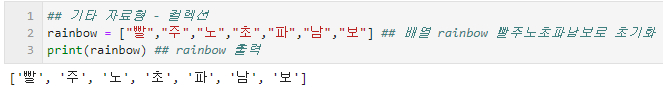 1 ## 기타 자료형 - 컬렉션
2 rainbow = ["빨","주","노","초","파","남","보"] ## 배열 rainbow 빨주노초파남보로 초기화
3 print(rainbow) ## rainbow 출력
['빨', '주', '노', '초', '파', '남', '보']